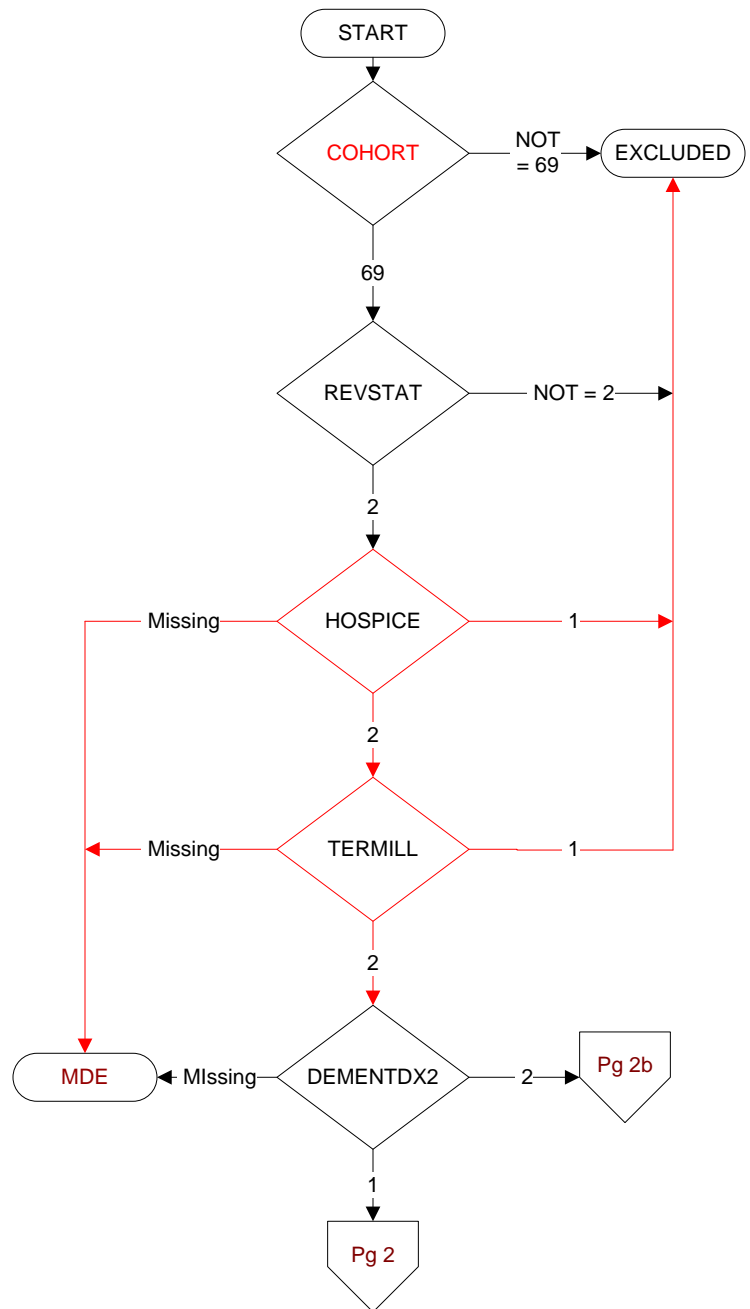 START
COHORT
NOT
= 69
EXCLUDED
69
REVSTAT
NOT = 2
2
Missing
HOSPICE
1
2
Missing
TERMILL
1
2
MDE
MIssing
DEMENTDX2
2
Pg 2b
1
Pg 2